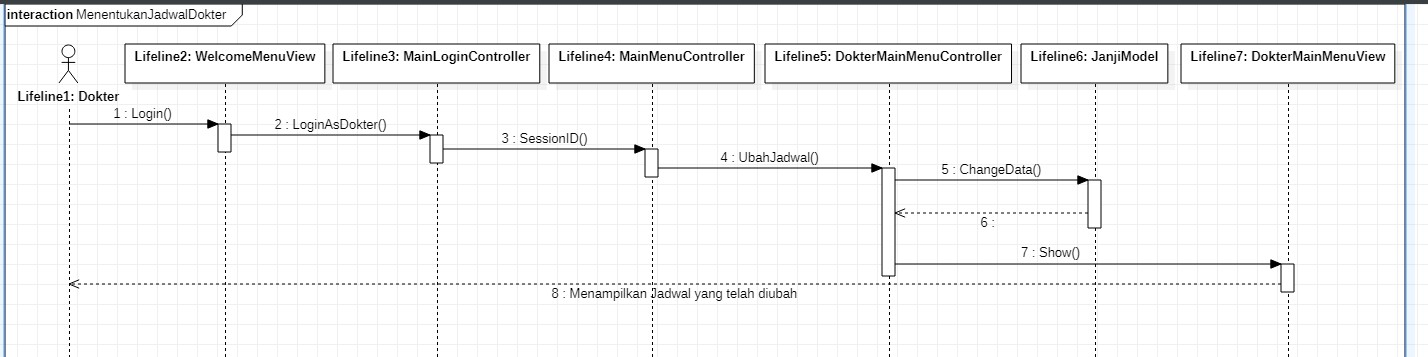 interaction MenentukanJadwalDokter
Lifeline1: Dokter
Lifeline2: WelcomeMenuView
Lifeline3: MainLoginController
Lifeline4: MainMenuController
Lifeline5: DokterMainMenuController
Lifeline6: JanjiModel
Lifeline7: DokterMainMenuView
1 : Login()
2 : LoginAsDokter()
3 : SessionID()
4 : UbahJadwal()
5 : ChangeData()
6 :
7 : Show()
8 : Menampilkan Jadwal yang telah diubah